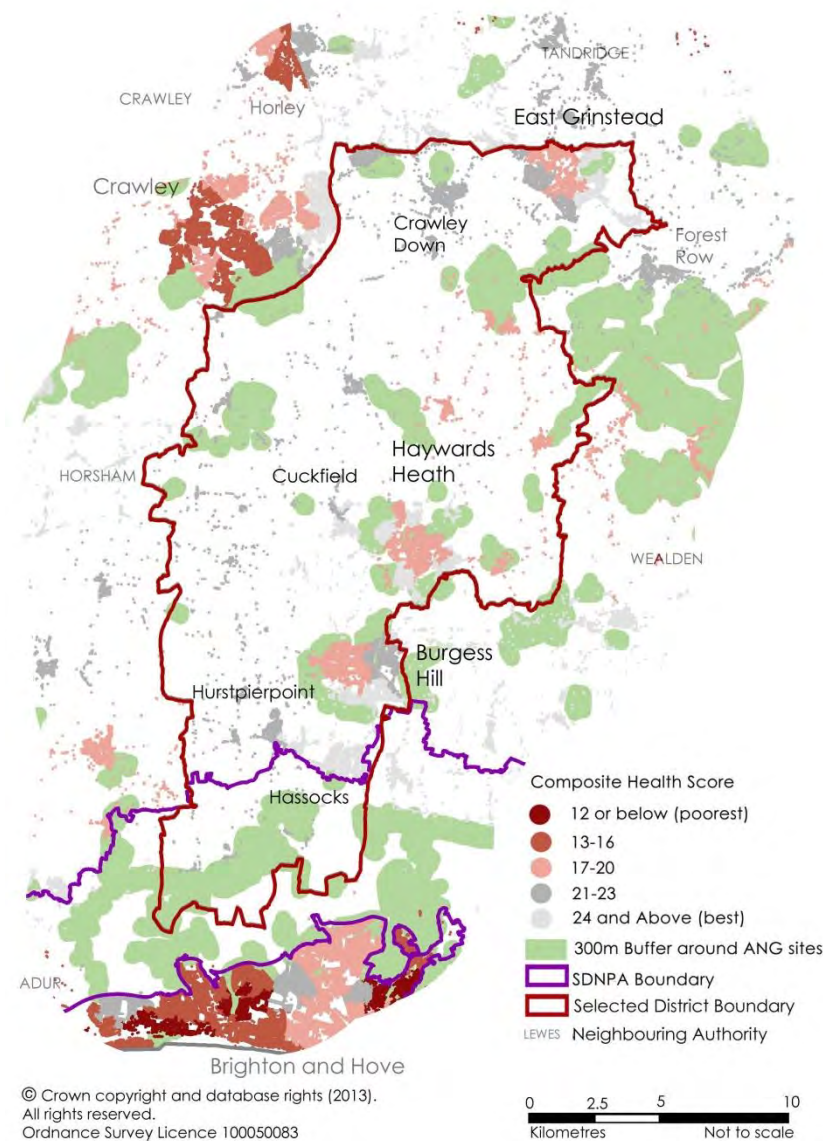 TANDRIDGE
CRAWLEY
Horley
East Grinstead
Crawley
Crawley
Down
Forest
Row
Haywards
Heath
HORSHAM
Cuckfield
WEALDEN
Burgess
Hill
Hurstpierpoint
Hassocks
Composite Health Score
12 or below (poorest)
13-16
17-20
21-23
24 and Above (best)
300m Buffer around ANG sites
SDNPA Boundary
Selected District Boundary
LEWES Neighbouring Authority
ADUR
Brighton and Hove
© Crown copyright and database rights (2013).
All rights reserved.
Ordnance Survey Licence 100050083
0 2.5 5 10
Kilometres Not to scale